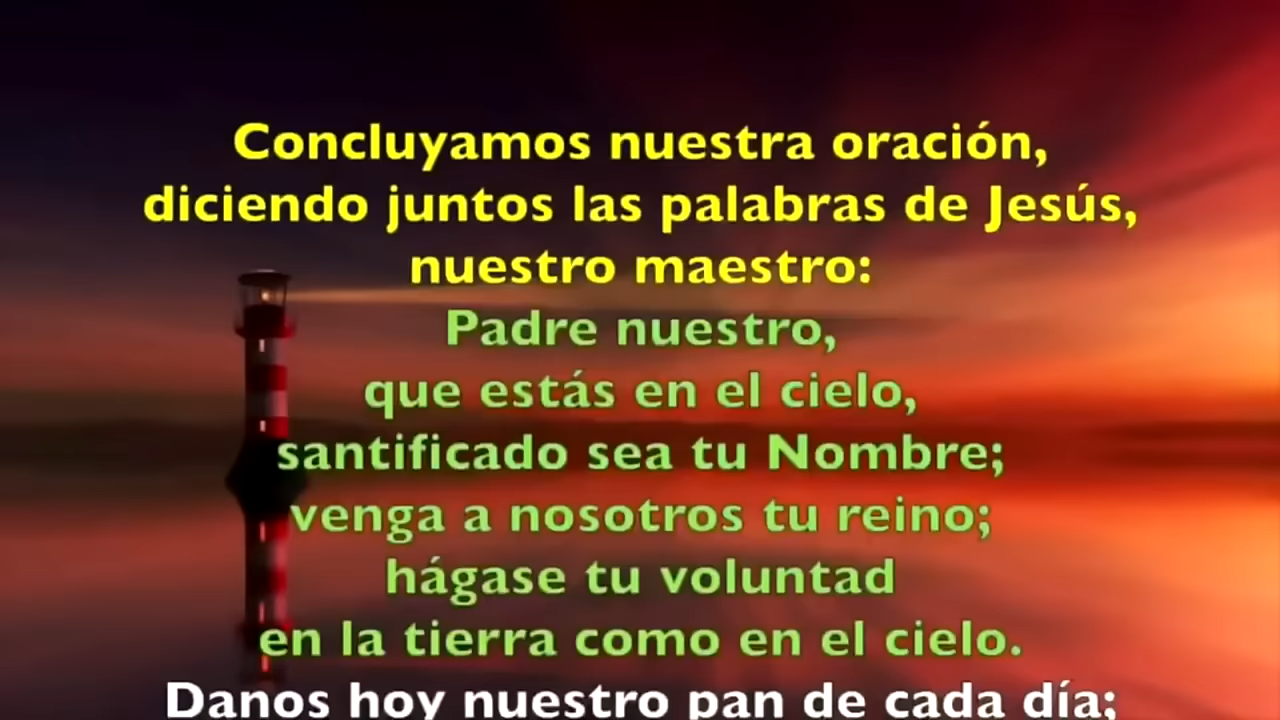 Concluyamos nuestra oración,
diciendo juntos las palabras de Jesús,
nuestro maestro:
Padre nuestro,
que estás en el cielo,
santificado sea tu Nombre;
venga a nosotros tu reino;
hágase tu voluntad
en la tierra como en el cielo.
Danos hoy nuestro pan de cada día;